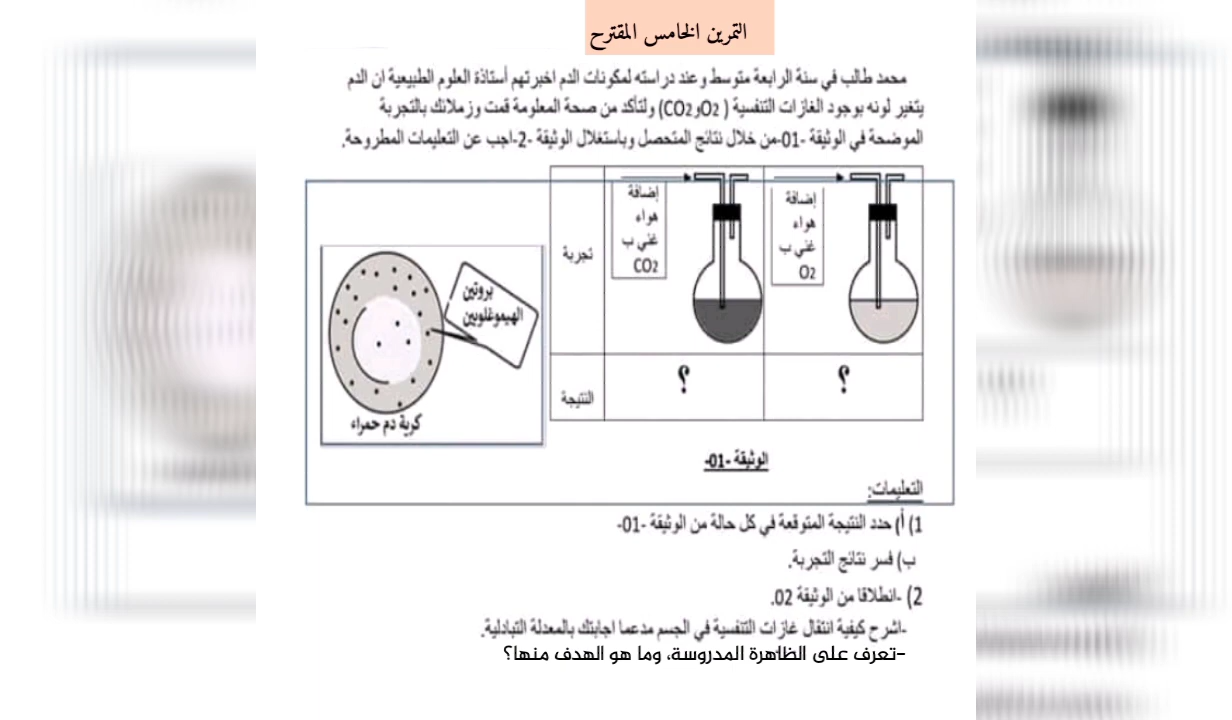 التمرين الخامس المقترح
محمد طالب في سنة الرابعة متوسط وعند دراسته لمكونات الدم اخبرتهم أستاذة العلوم الطبيعية ان الدم
يتغير لونه بوجود الغازات التنفسية ( O2وCO2) ولتأكد من صحة المعلومة قمت وزملائك بالتجربة
الموضحة في الوثيقة -01-من خلال نتائج المتحصل وباستغلال الوثيقة -2-اجب عن التعليمات المطروحة.
إضافة
هواء
غني ب
O2
إضافة
هواء
غني ب
CO2
تجربة
؟
؟
النتيجة
بروتين
الهيموغلوبين
كرية دم حمراء
الوثيقة -01-
التعليمات:
1) أ) حدد النتيجة المتوقعة في كل حالة من الوثيقة -01-
ب) فسر نتائج التجربة.
2) -انطلاقا من الوثيقة 02.
-اشرح كيفية انتقال غازات التنفسية في الجسم مدعما اجابتك بالمعدلة التبادلية.
-تعرف على الظاهرة المدروسة، وما هو الهدف منها؟